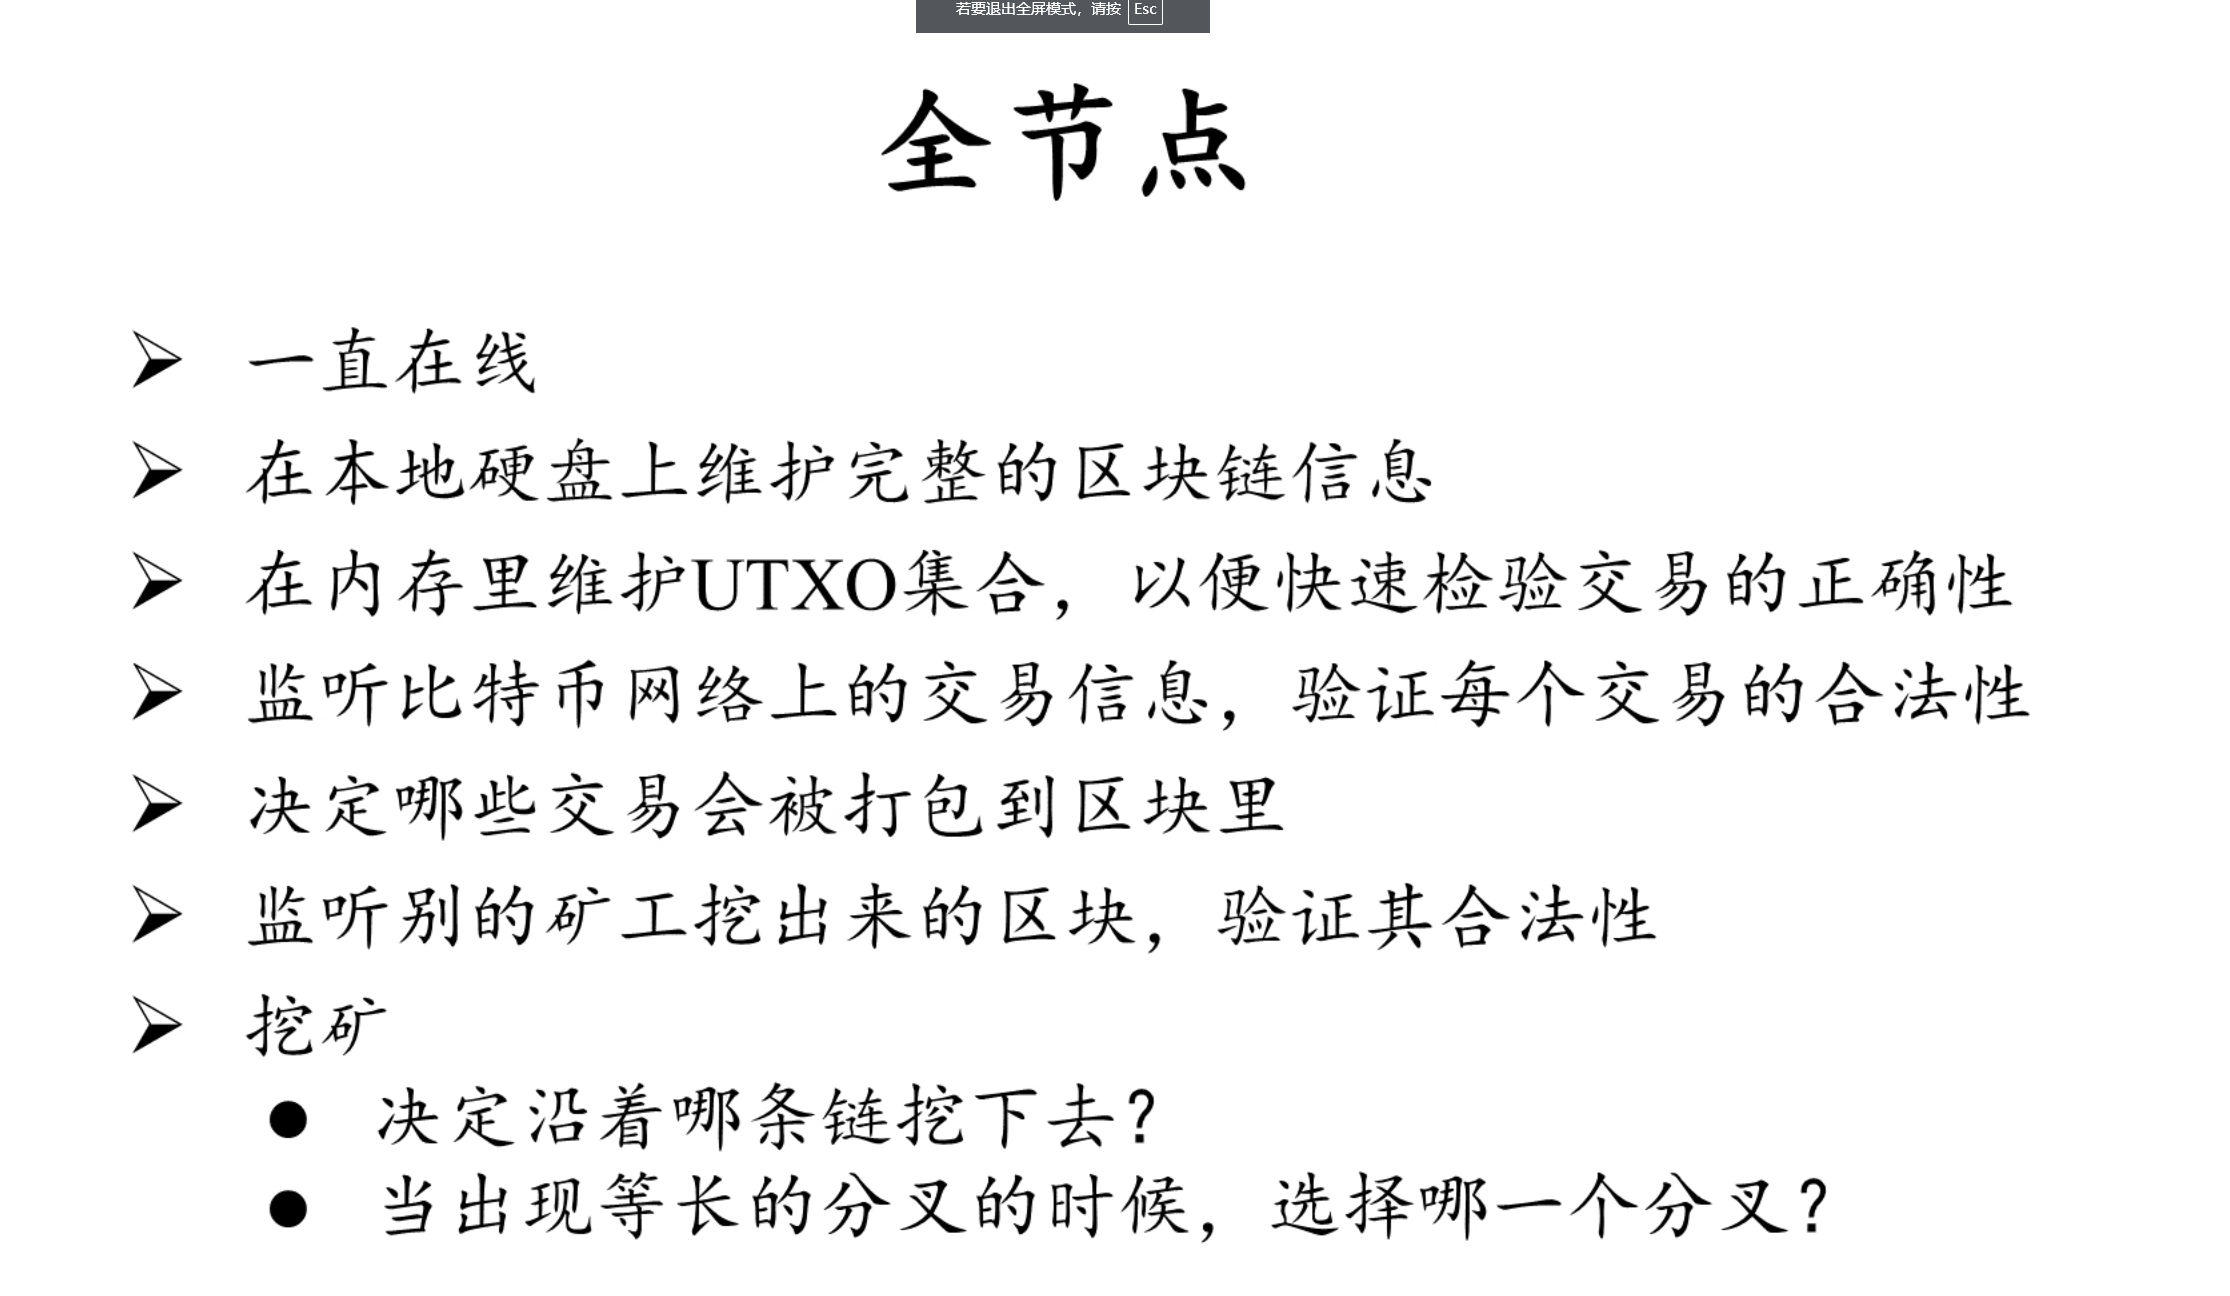 若要退出全屏模式，请按 Esc
全节点
➢ 一直在线
➢ 在本地硬盘上维护完整的区块链信息
➢ 在内存里维护UTXO集合，以便快速检验交易的正确性
➢ 监听比特币网络上的交易信息，验证每个交易的合法性
➢ 决定哪些交易会被打包到区块里
➢ 监听别的矿工挖出来的区块，验证其合法性
➢ 挖矿
● 决定沿着哪条链挖下去？
● 当出现等长的分叉的时候，选择哪一个分叉？